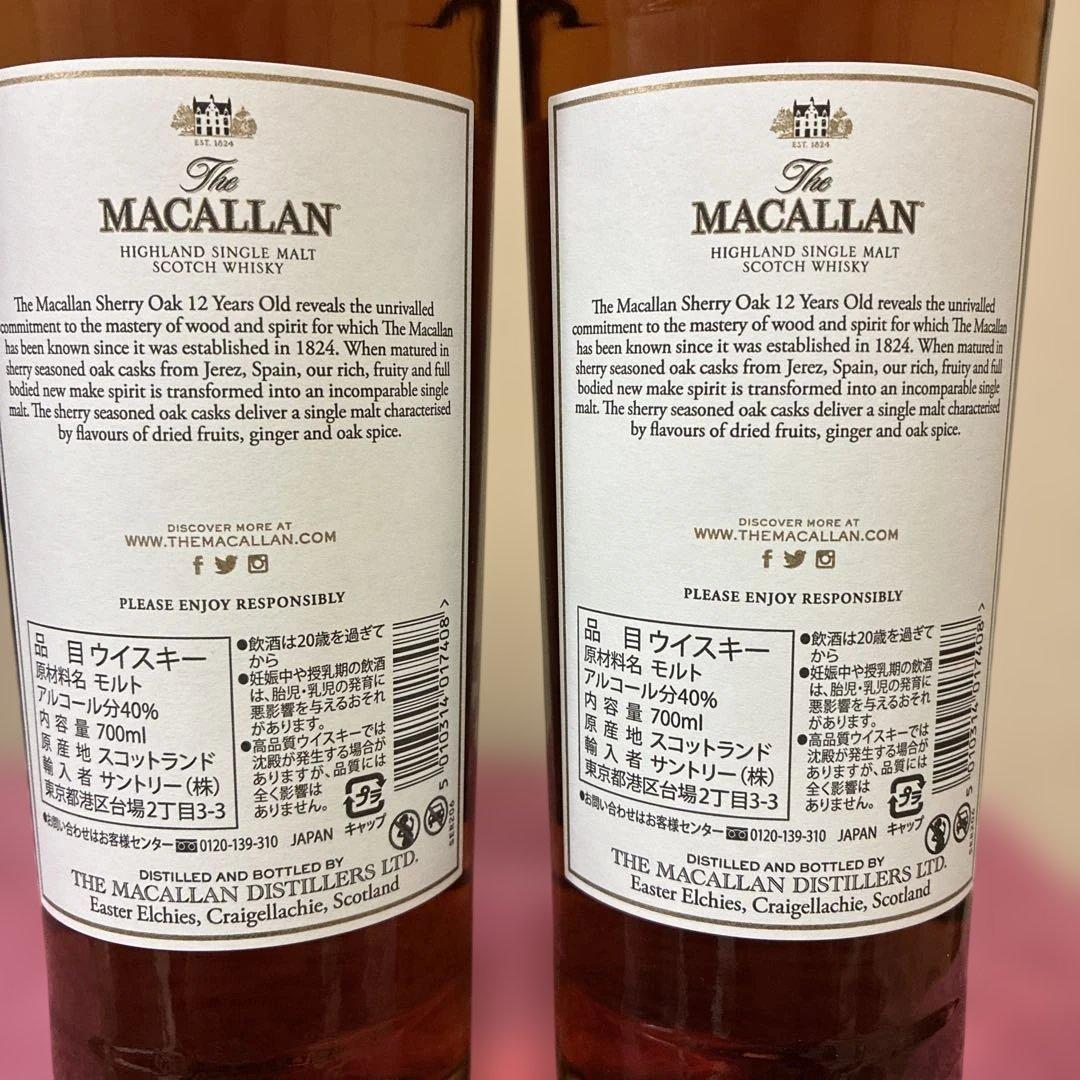 EST. 1824
The
MACALLAN
HIGHLAND SINGLE MALT
SCOTCH WHISKY
The Macallan Sherry Oak 12 Years Old reveals the unrivalled
commitment to the mastery of wood and spirit for which The Macallan
has been known since it was established in 1824. When matured in
sherry seasoned oak casks from Jerez, Spain, our rich, fruity and full
bodied new make spirit is transformed into an incomparable single
malt. The sherry seasoned oak casks deliver a single malt characterised
by flavours of dried fruits, ginger and oak spice.
DISCOVER MORE AT
WWW.THEMACALLAN.COM
PLEASE ENJOY RESPONSIBLY
品目 ウイスキー
原材料名 モルト
アルコール分40%
内容量 700ml
原産地 スコットランド
輸入者 サントリー(株)
東京都港区台場2丁目3-3
●飲酒は20歳を過ぎて
から
●妊娠中や授乳期の飲酒
は、胎児・乳児の発育に
悪影響を与えるおそれ
があります。
●高品質ウイスキーでは
沈殿が発生する場合が
ありますが、品質には
全く影響は
ありません。
プラ
キャップ
5 010314 017408 >
●お問い合わせはお客様センター 0120-139-310 JAPAN
DISTILLED AND BOTTLED BY
THE MACALLAN DISTILLERS LTD.
Easter Elchies, Craigellachie, Scotland
EST. 1824
The
MACALLAN
HIGHLAND SINGLE MALT
SCOTCH WHISKY
The Macallan Sherry Oak 12 Years Old reveals the unrivalled
commitment to the mastery of wood and spirit for which The Macallan
has been known since it was established in 1824. When matured in
sherry seasoned oak casks from Jerez, Spain, our rich, fruity and full
bodied new make spirit is transformed into an incomparable single
malt. The sherry seasoned oak casks deliver a single malt characterised
by flavours of dried fruits, ginger and oak spice.
DISCOVER MORE AT
WWW.THEMACALLAN.COM
PLEASE ENJOY RESPONSIBLY
品目 ウイスキー
原材料名 モルト
アルコール分40%
内容量 700ml
原産地 スコットランド
輸入者 サントリー(株)
東京都港区台場2丁目3-3
●飲酒は20歳を過ぎて
から
●妊娠中や授乳期の飲酒
は、胎児・乳児の発育に
悪影響を与えるおそれ
があります。
●高品質ウイスキーでは
沈殿が発生する場合が
ありますが、品質には
全く影響は
ありません。
プラ
キャップ
5 010314 017408 >
●お問い合わせはお客様センター 0120-139-310 JAPAN
DISTILLED AND BOTTLED BY
THE MACALLAN DISTILLERS LTD.
Easter Elchies, Craigellachie, Scotland